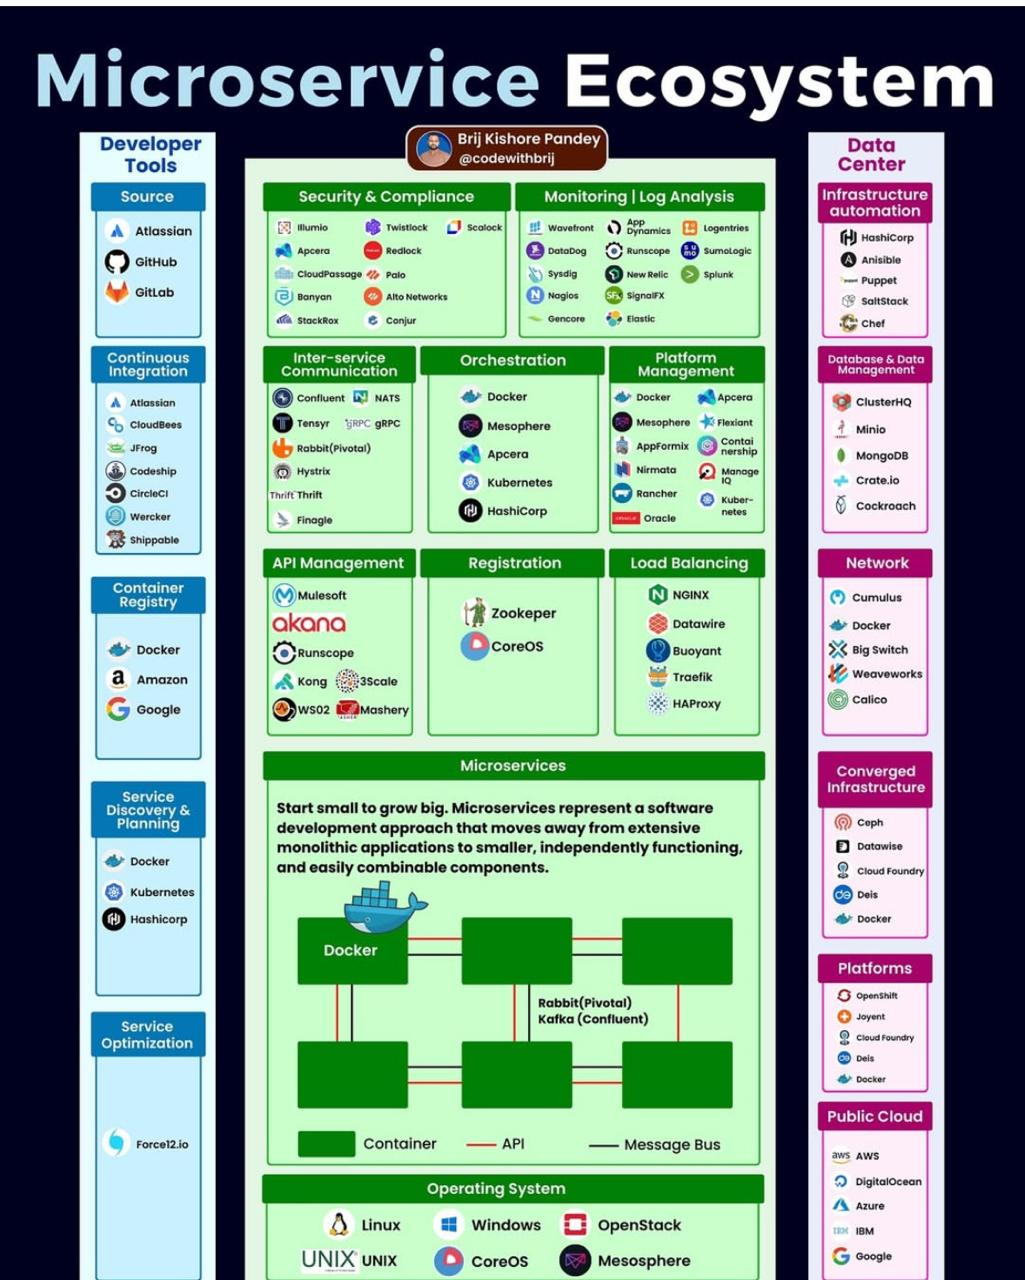 Microservice Ecosystem
Brij Kishore Pandey
@codewithbrij
Developer
Tools
Source
Atlassian
GitHub
GitLab
Continuous
Integration
Atlassian
CloudBees
JFrog
Codeship
CircleCI
Wercker
Shippable
Container
Registry
Docker
Amazon
Google
Service
Discovery &
Planning
Docker
Kubernetes
Hashicorp
Service
Optimization
Force12.io
Security & Compliance
Illumio
Twistlock
Scalock
Apcera
Redlock
CloudPassage
Palo
Banyan
Alto Networks
StackRox
Conjur
Monitoring | Log Analysis
Wavefront
App
Dynamics
Logentries
DataDog
Runscope
SumoLogic
Sysdig
New Relic
Splunk
Nagios
SignalFX
Gencore
Elastic
Inter-service
Communication
Confluent
NATS
Tensyr
gRPC gRPC
Rabbit(Pivotal)
Hystrix
Thrift Thrift
Finagle
Orchestration
Docker
Mesophere
Apcera
Kubernetes
HashiCorp
Platform
Management
Docker
Apcera
Mesophere
Flexiant
AppFormix
Contai
nership
Nirmata
Manage
IQ
Rancher
Kuber-
netes
Oracle
API Management
Mulesoft
akana
Runscope
Kong
3Scale
WS02
Mashery
Registration
Zookeper
CoreOS
Load Balancing
NGINX
Datawire
Buoyant
Traefik
HAProxy
Microservices
Start small to grow big. Microservices represent a software
development approach that moves away from extensive
monolithic applications to smaller, independently functioning,
and easily combinable components.
Docker
Rabbit(Pivotal)
Kafka (Confluent)
Container
API
Message Bus
Operating System
Linux
Windows
OpenStack
UNIX UNIX
CoreOS
Mesosphere
Data
Center
Infrastructure
automation
HashiCorp
Anisible
Puppet
SaltStack
Chef
Database & Data
Management
ClusterHQ
Minio
MongoDB
Crate.io
Cockroach
Network
Cumulus
Docker
Big Switch
Weaveworks
Calico
Converged
Infrastructure
Ceph
Datawise
Cloud Foundry
Deis
Docker
Platforms
OpenShift
Joyent
Cloud Foundry
Deis
Docker
Public Cloud
aws AWS
DigitalOcean
Azure
IBM IBM
Google